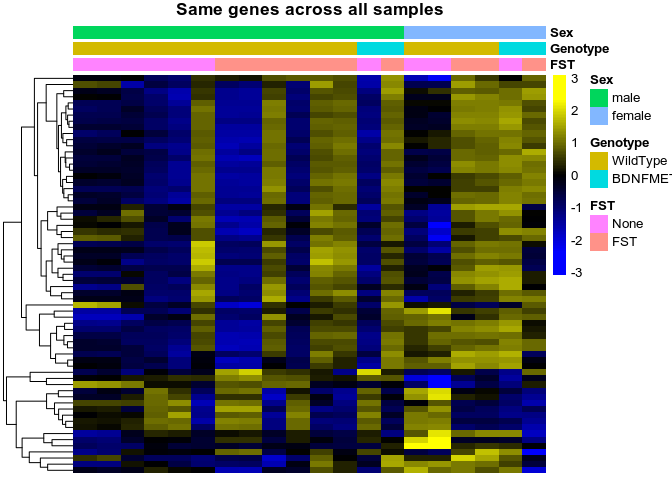 Same genes across all samples
Sex
Genotype
FST
3
2
1
0
-1
-2
-3
Sex
male
female
Genotype
WildType
BDNFMET
FST
None
FST